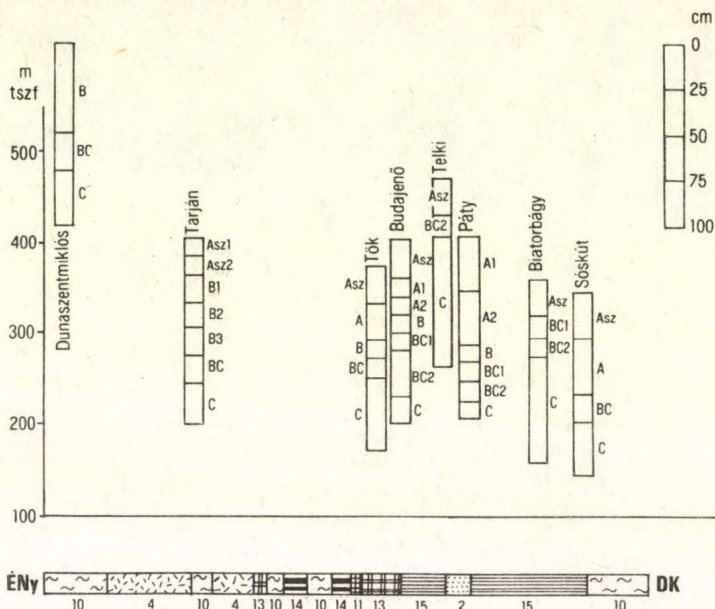 cm
0
25
50
75
100
m
tszf
500
400
300
200
100
B
BC
C
Dunaszentmiklós
Tarján
Asz1
Asz2
B1
B2
B3
BC
C
Tök
Asz
A
B
BC
C
Budajenő
Asz
A1
A2
B
BC1
BC2
C
Telki
Asz
BC2
C
Páty
A1
A2
B
BC1
BC2
C
Biatorbágy
Asz
BC1
BC2
C
Sóskút
Asz
A
BC
C
ÉNy DK
10 4 10 4 13 10 14 10 14 11 13 15 2 15 10